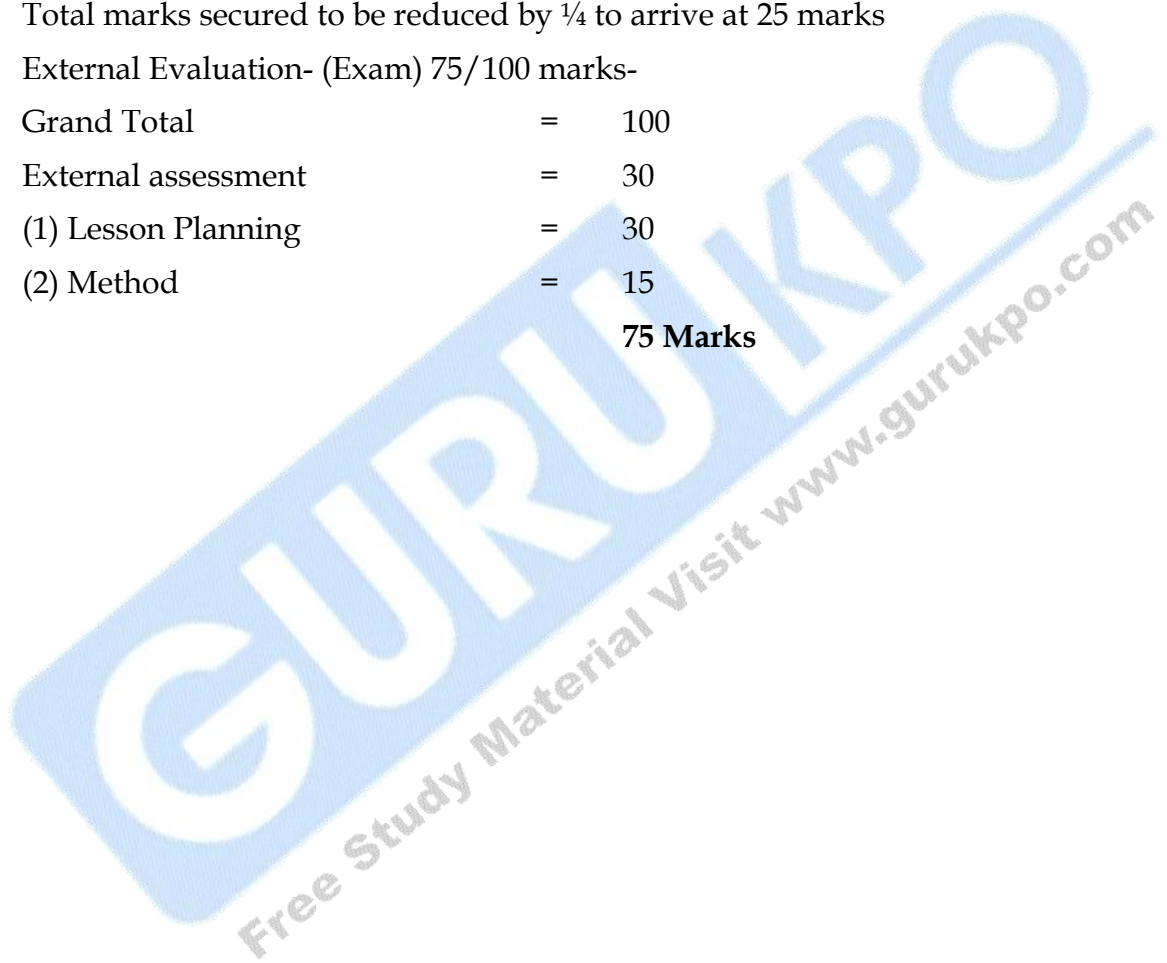 Total marks secured to be reduced by ¼ to arrive at 25 marks
External Evaluation- (Exam) 75/100 marks-
Grand Total = 100
External assessment = 30
(1) Lesson Planning = 30
(2) Method = 15
75 Marks
GURUKPO
Free Study Material Visit www.gurukpo.com